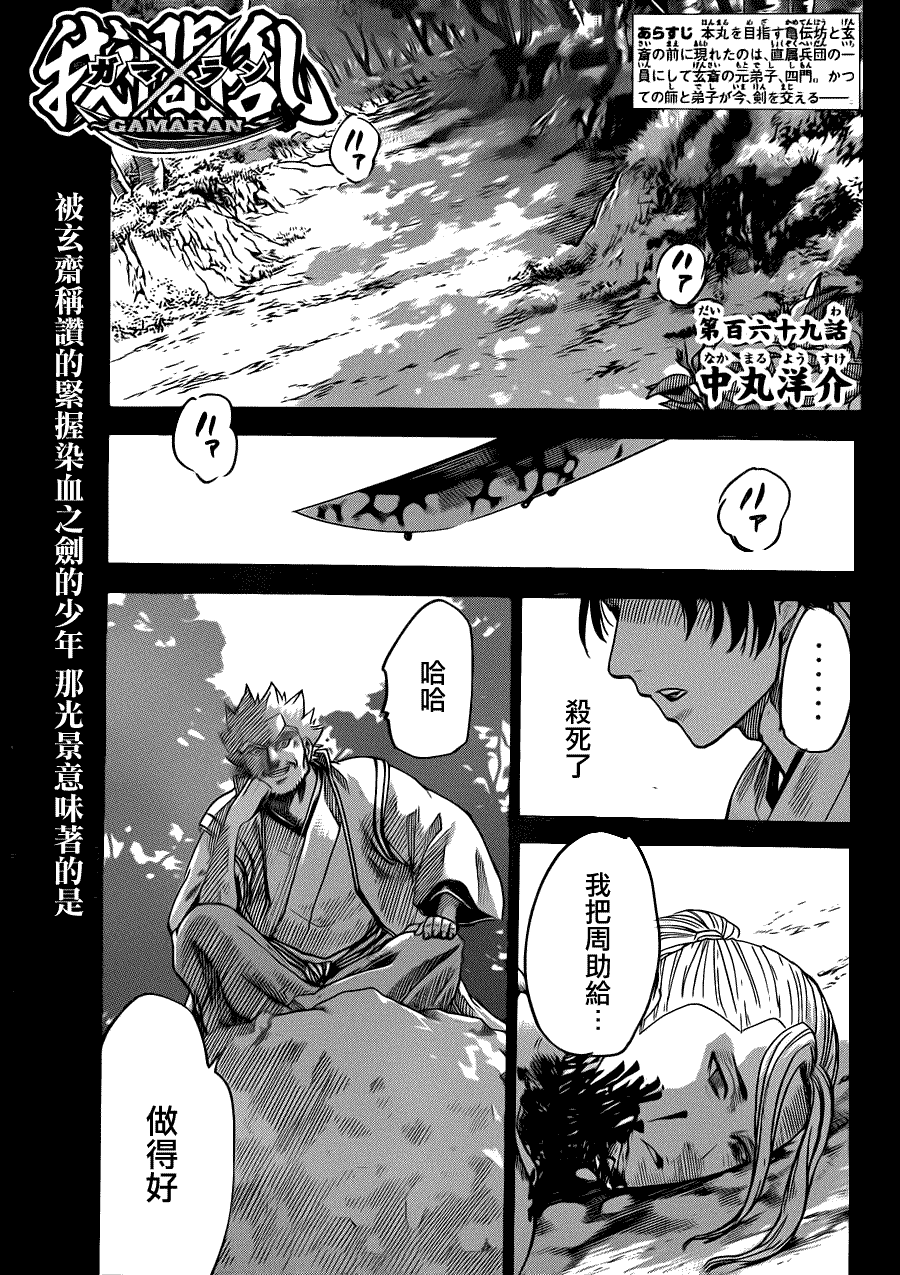 我間乱
ガマラン
~GAMARAN~
あらすじ 本丸を目指す亀伝坊と玄
斎の前に現れたのは、直属兵団の一
員にして玄斎の元弟子、四門。かつ
ての師と弟子が今、剣を交える——
ハァ
ハァ
第百六十九話
中丸洋介
被玄齋稱讚的緊握染血之劍的少年 那光景意味著的是
ハァ
ハァ
……
殺死了
哈哈
我把周助給…
做得好